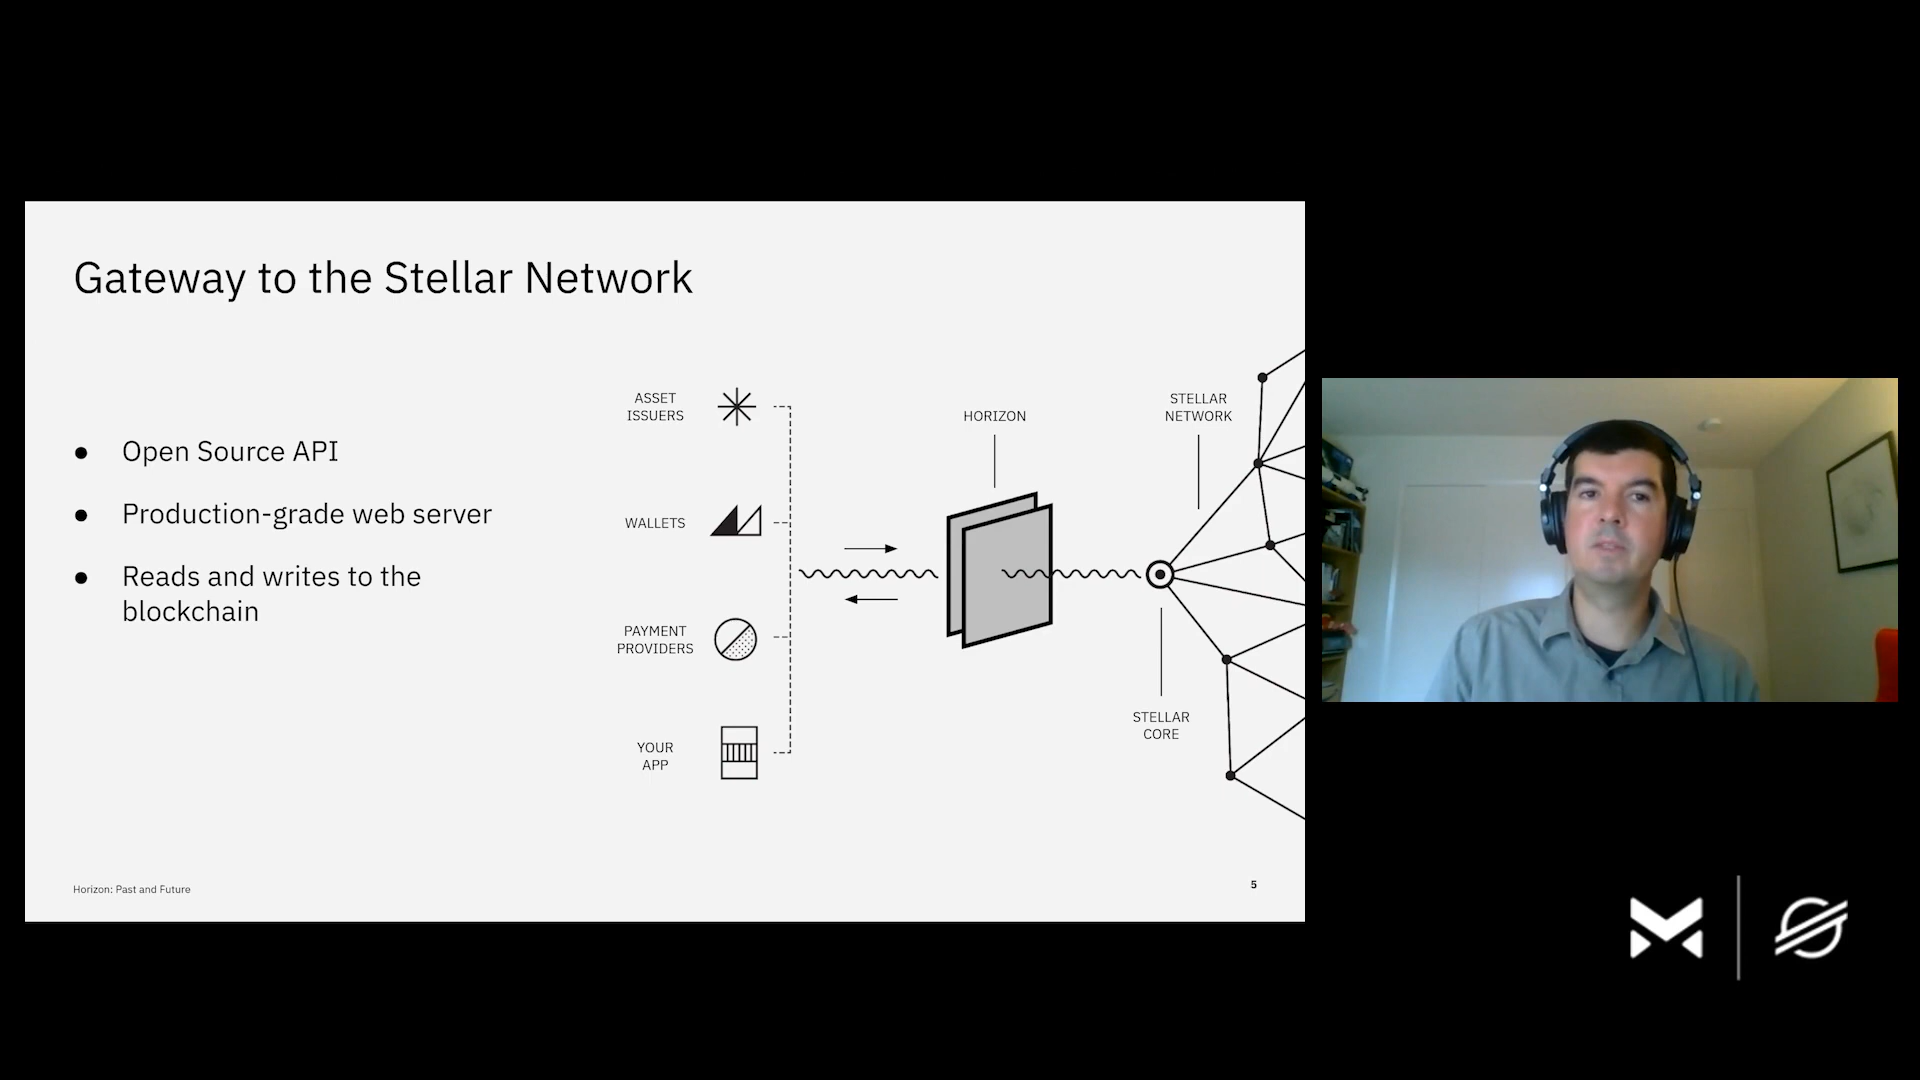 Gateway to the Stellar Network
● Open Source API
● Production-grade web server
● Reads and writes to the
blockchain
ASSET
ISSUERS
WALLETS
PAYMENT
PROVIDERS
YOUR
APP
HORIZON
STELLAR
NETWORK
STELLAR
CORE
Horizon: Past and Future
5